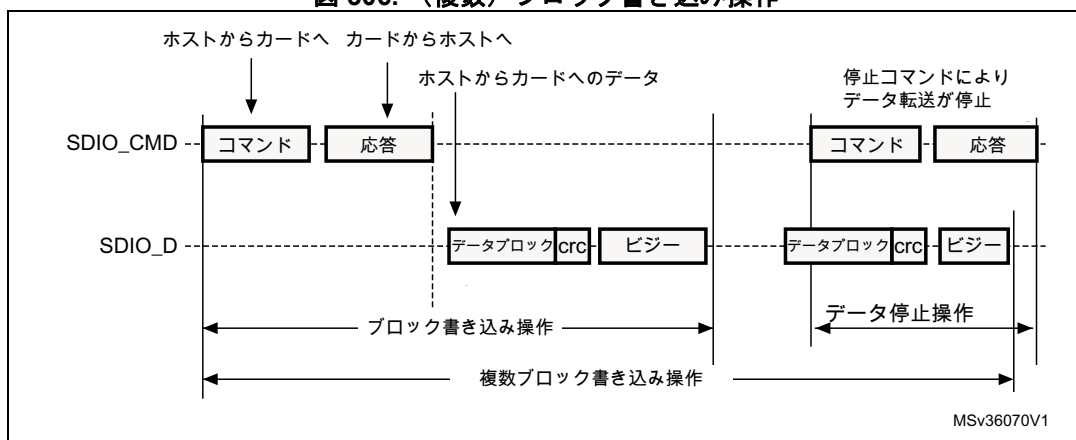 ホストからカードへ カードからホストへ
ホストからカードへのデータ
停止コマンドにより
データ転送が停止
SDIO_CMD コマンド 応答 コマンド 応答
SDIO_D データブロック crc ビジー データブロック crc ビジー
ブロック書き込み操作
データ停止操作
複数ブロック書き込み操作
MSv36070V1